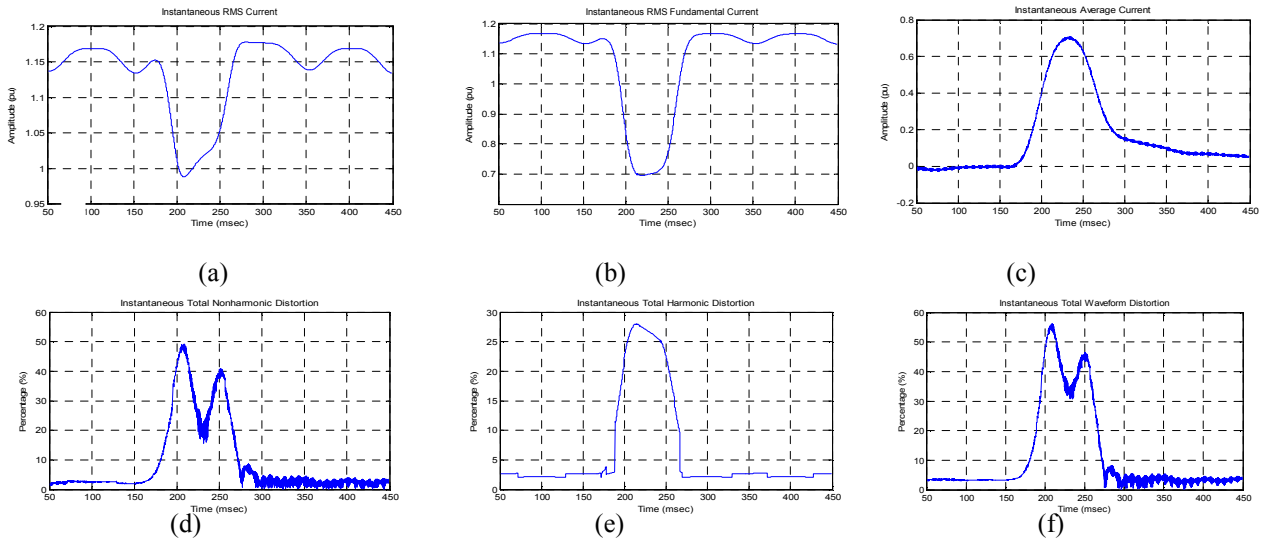 Instantaneous RMS Current
1.2
1.15
1.1
1.05
1
0.95
Amplitude (pu)
50 100 150 200 250 300 350 400 450
Time (msec)
(a)
Instantaneous RMS Fundamental Current
1.2
1.1
1
0.9
0.8
0.7
Amplitude (pu)
50 100 150 200 250 300 350 400 450
Time (msec)
(b)
Instantaneous Average Current
0.8
0.6
0.4
0.2
0
-0.2
Amplitude (pu)
50 100 150 200 250 300 350 400 450
Time (msec)
(c)
Instantaneous Total Nonharmonic Distortion
60
50
40
30
20
10
0
Percentage (%)
50 100 150 200 250 300 350 400 450
Time (msec)
(d)
Instantaneous Total Harmonic Distortion
30
25
20
15
10
5
0
Percentage (%)
50 100 150 200 250 300 350 400 450
Time (msec)
(e)
Instantaneous Total Waveform Distortion
60
50
40
30
20
10
0
Percentage (%)
50 100 150 200 250 300 350 400 450
Time (msec)
(f)